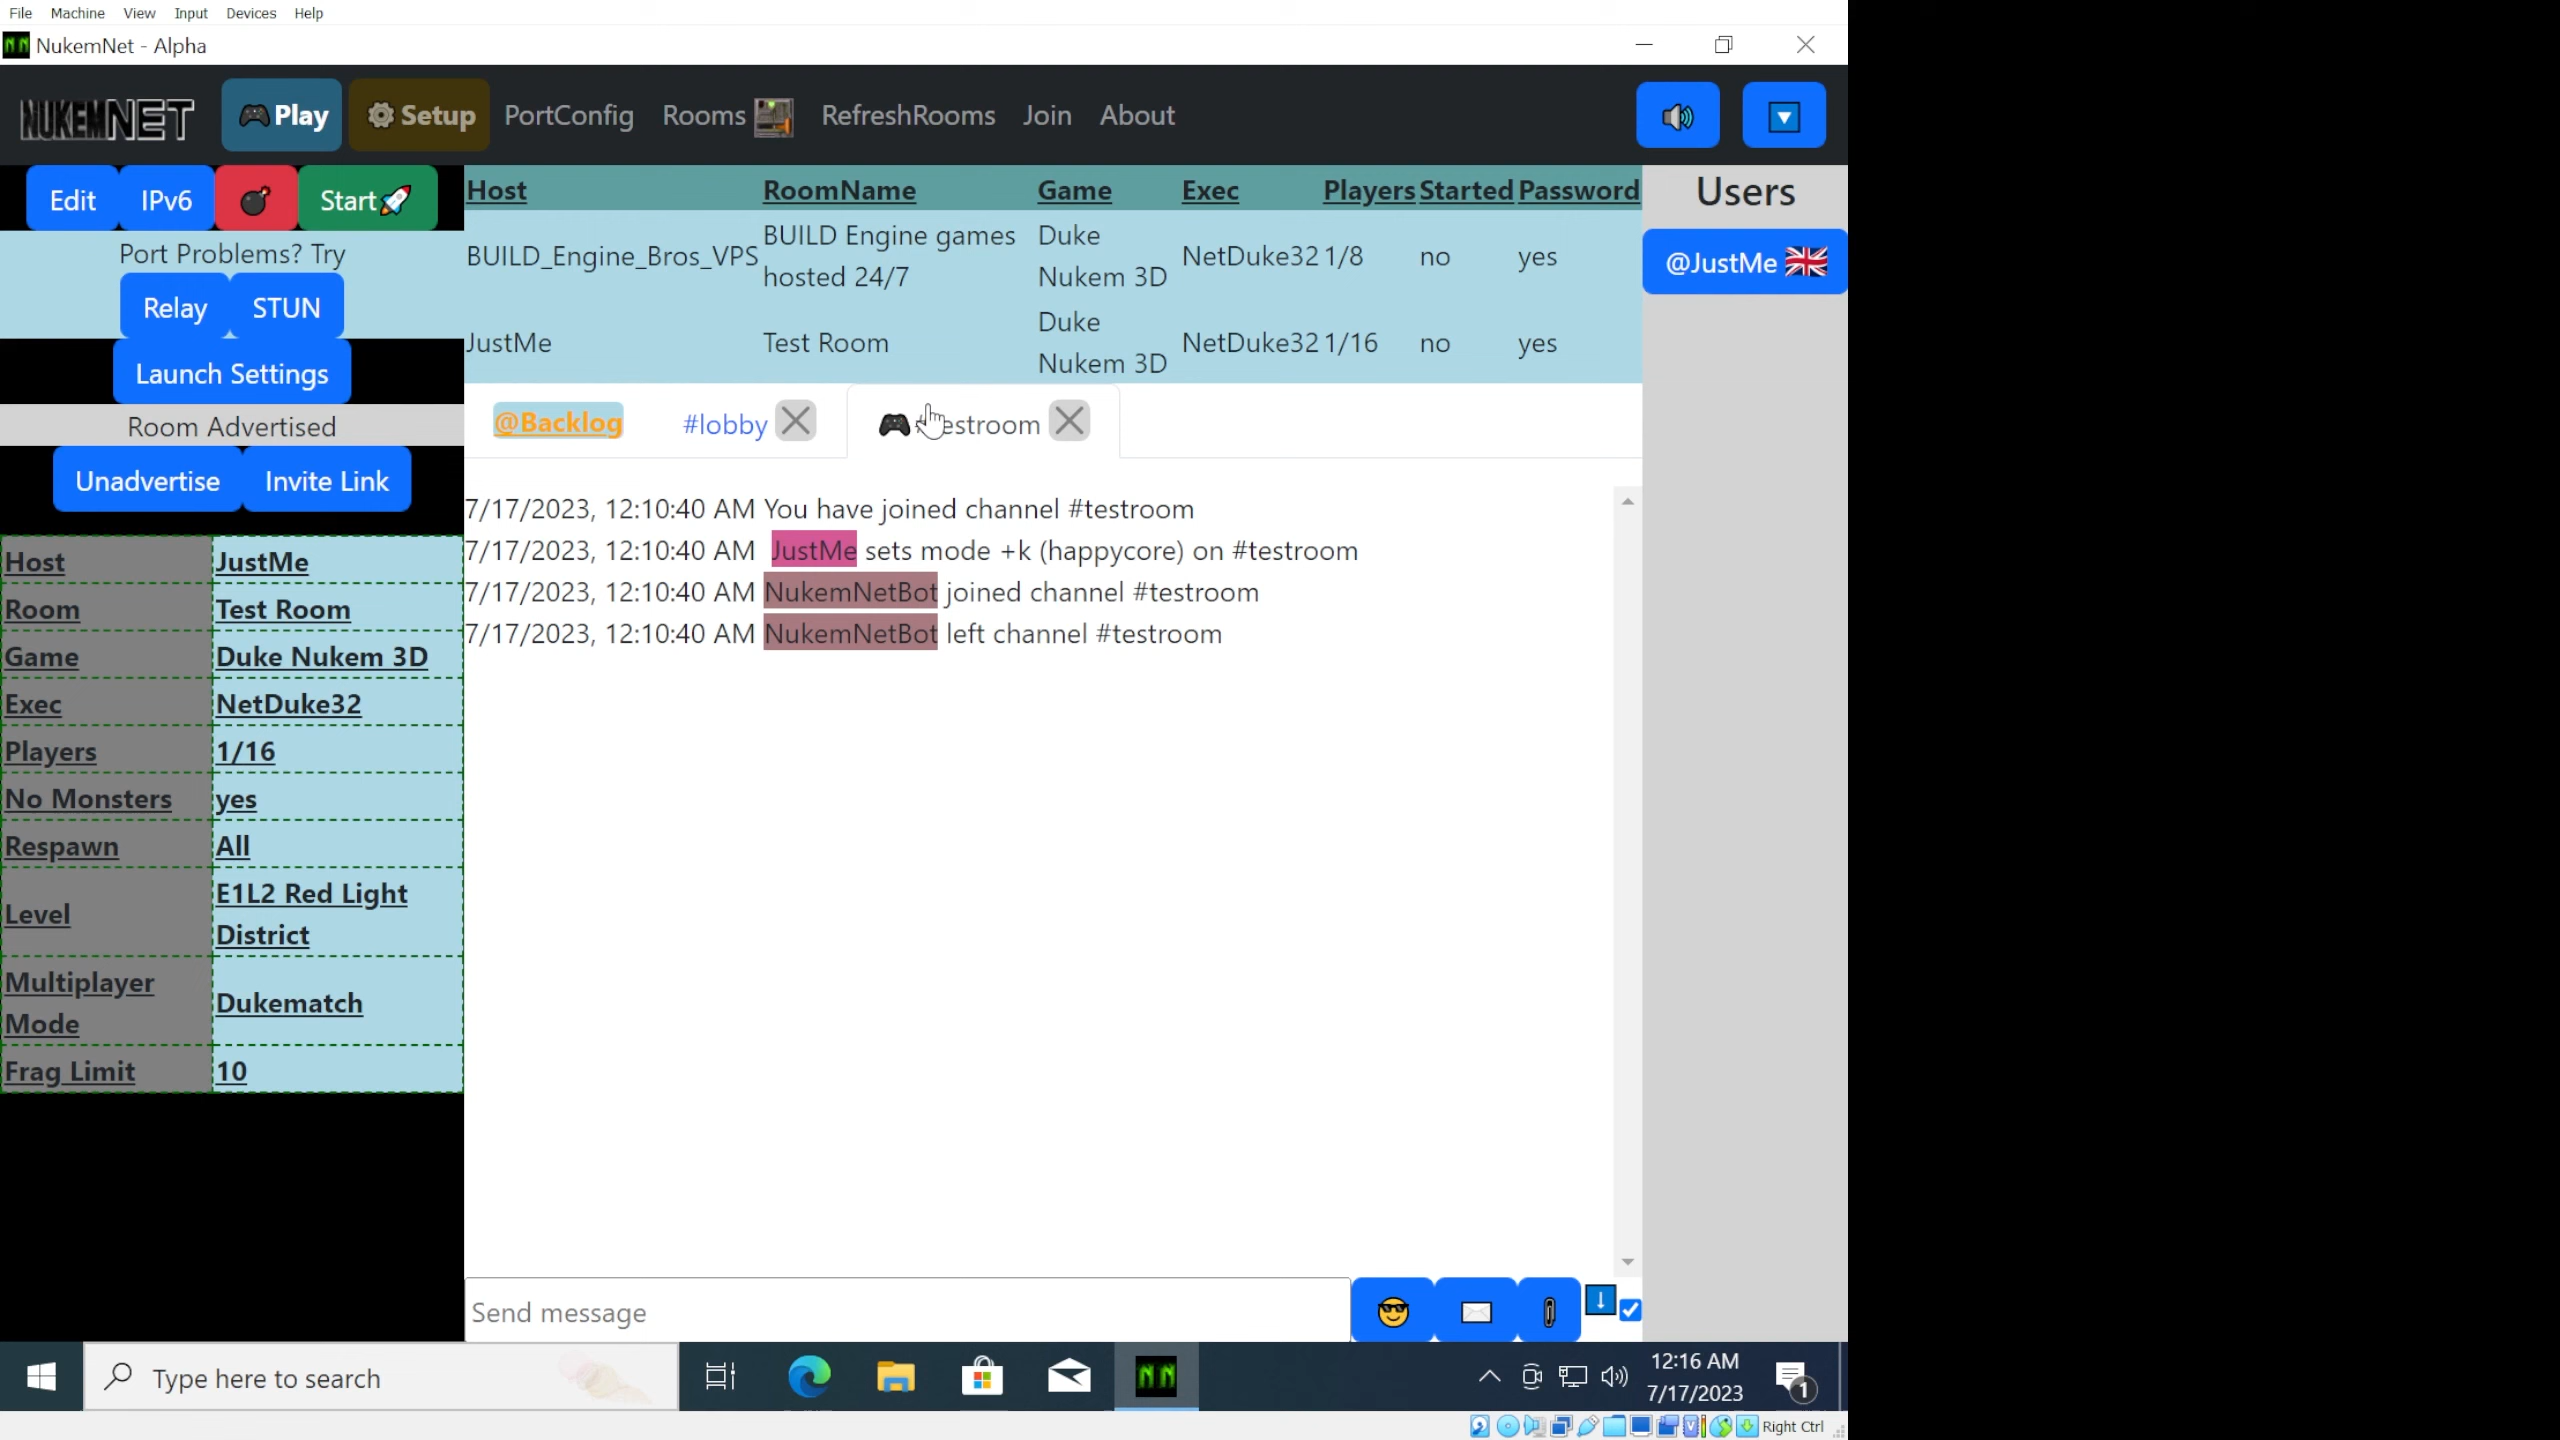 File Machine View Input Devices Help
NukemNet - Alpha
NUKEMNET Play Setup PortConfig Rooms RefreshRooms Join About
Edit IPv6 Start
Port Problems? Try
Relay STUN
Launch Settings
Room Advertised
Unadvertise Invite Link
Host JustMe
Room Test Room
Game Duke Nukem 3D
Exec NetDuke32
Players 1/16
No Monsters yes
Respawn All
Level E1L2 Red Light
District
Multiplayer
Mode Dukematch
Frag Limit 10
Host RoomName Game Exec Players Started Password
BUILD_Engine_Bros_VPS BUILD Engine games Duke NetDuke32 1/8 no yes
hosted 24/7 Nukem 3D
JustMe Test Room Duke NetDuke32 1/16 no yes
Nukem 3D
@Backlog #lobby estroom
7/17/2023, 12:10:40 AM You have joined channel #testroom
7/17/2023, 12:10:40 AM JustMe sets mode +k (happycore) on #testroom
7/17/2023, 12:10:40 AM NukemNetBot joined channel #testroom
7/17/2023, 12:10:40 AM NukemNetBot left channel #testroom
Send message
Users
@JustMe
Type here to search
12:16 AM
7/17/2023
1
Right Ctrl